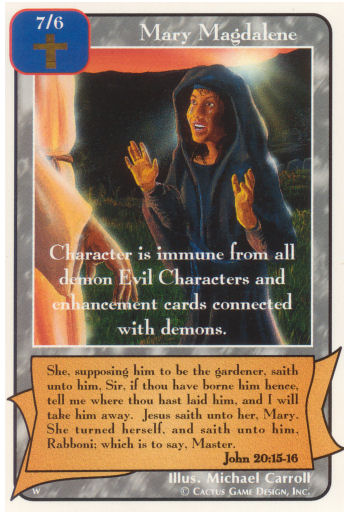 7/6
Mary Magdalene
Character is immune from all
demon Evil Characters and
enhancement cards connected
with demons.
She, supposing him to be the gardener, saith
unto him, Sir, if thou have borne him hence,
tell me where thou hast laid him, and I will
take him away. Jesus saith unto her, Mary.
She turned herself, and saith unto him,
Rabboni; which is to say, Master.
John 20:15-16
Illus. Michael Carroll
W © Cactus Game Design, Inc.